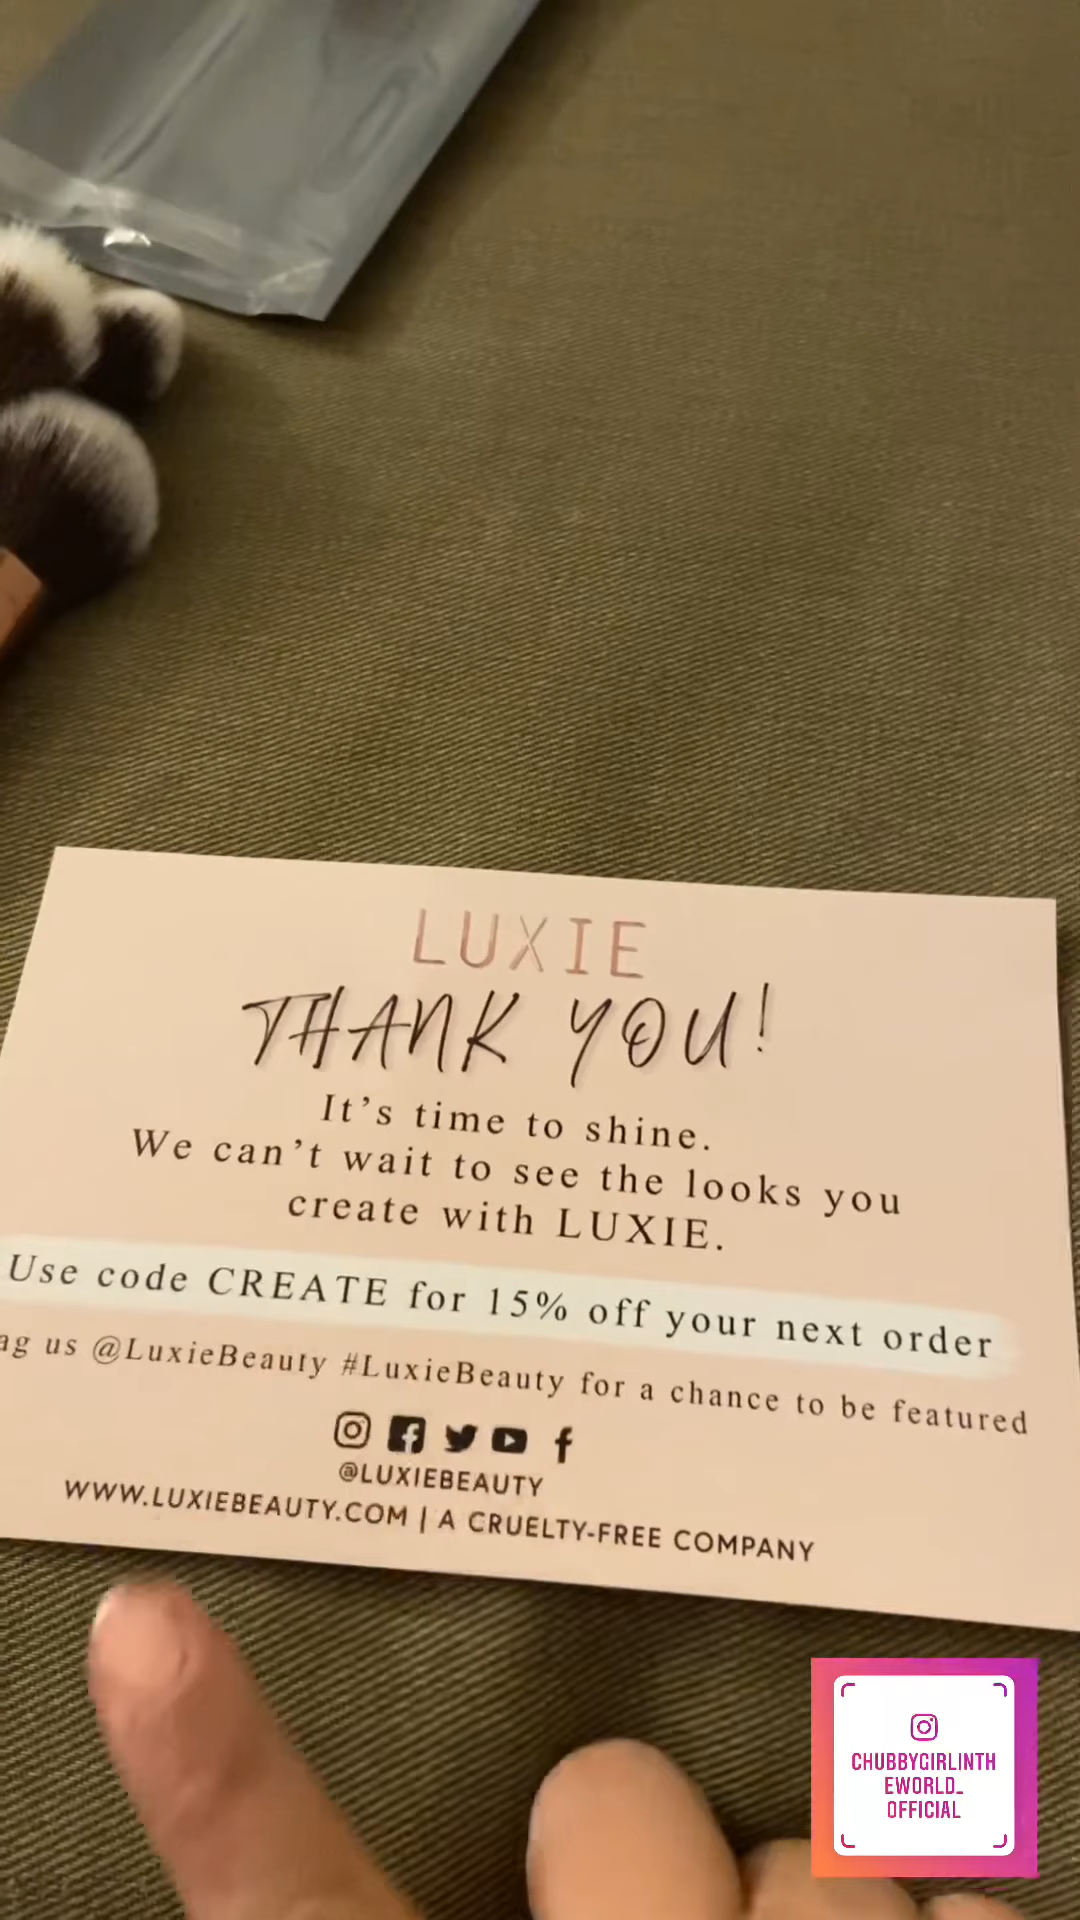 LUXIE
THANK YOU!
It's time to shine.
We can't wait to see the looks you
create with LUXIE.
Use code CREATE for 15% off your next order
us @LuxieBeauty #LuxieBeauty for a chance to be featured
@LUXIEBEAUTY
WWW.LUXIEBEAUTY.COM | A CRUELTY-FREE COMPANY
CHUBBYGIRLINTH
EWORLD_
OFFICIAL